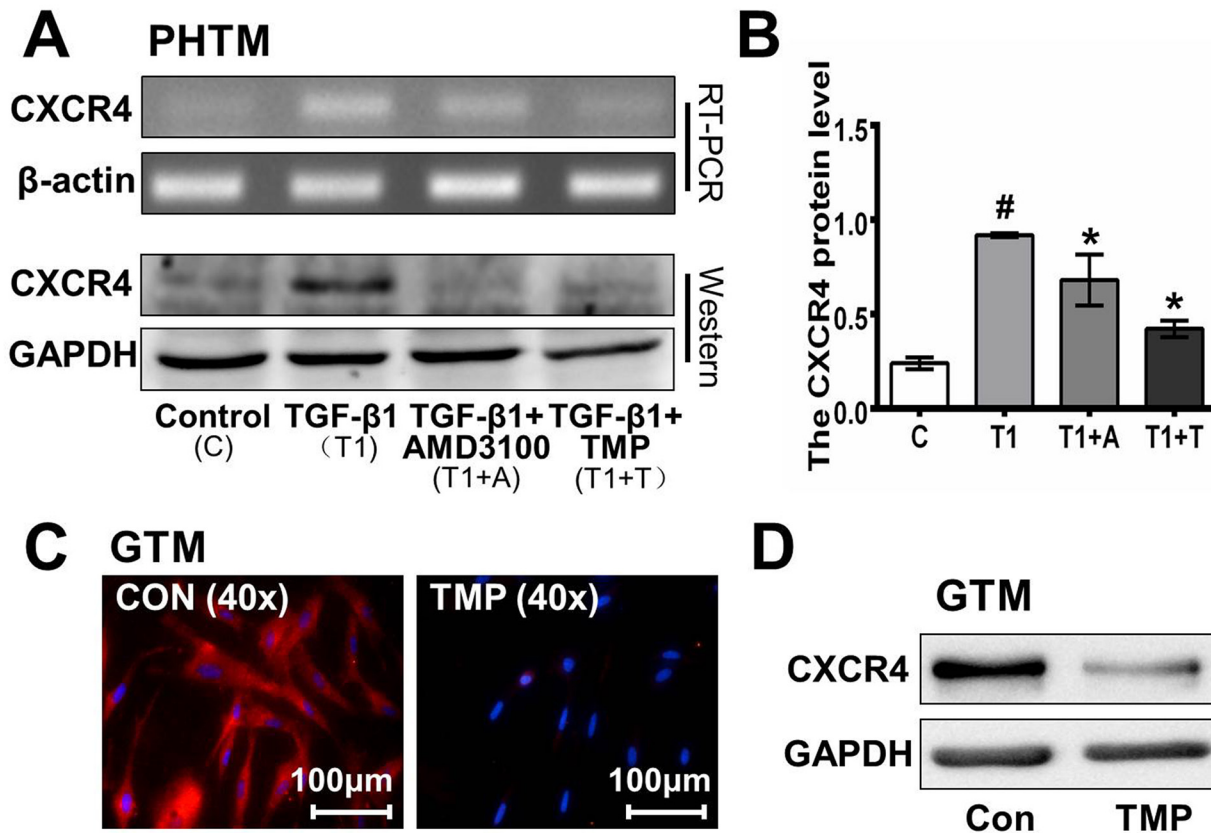 A
PHTM
CXCR4
β-actin
RT-PCR
CXCR4
GAPDH
Western
Control
(C)
TGF-β1
（T1)
TGF-β1+
AMD3100
(T1+A)
TGF-β1+
TMP
(T1+T）
B
The CXCR4 protein level
1.5
1.0
0.5
0.0
#
*
*
C T1 T1+A T1+T
C
GTM
CON (40x)
100μm
TMP (40x)
100μm
D
GTM
CXCR4
GAPDH
Con TMP